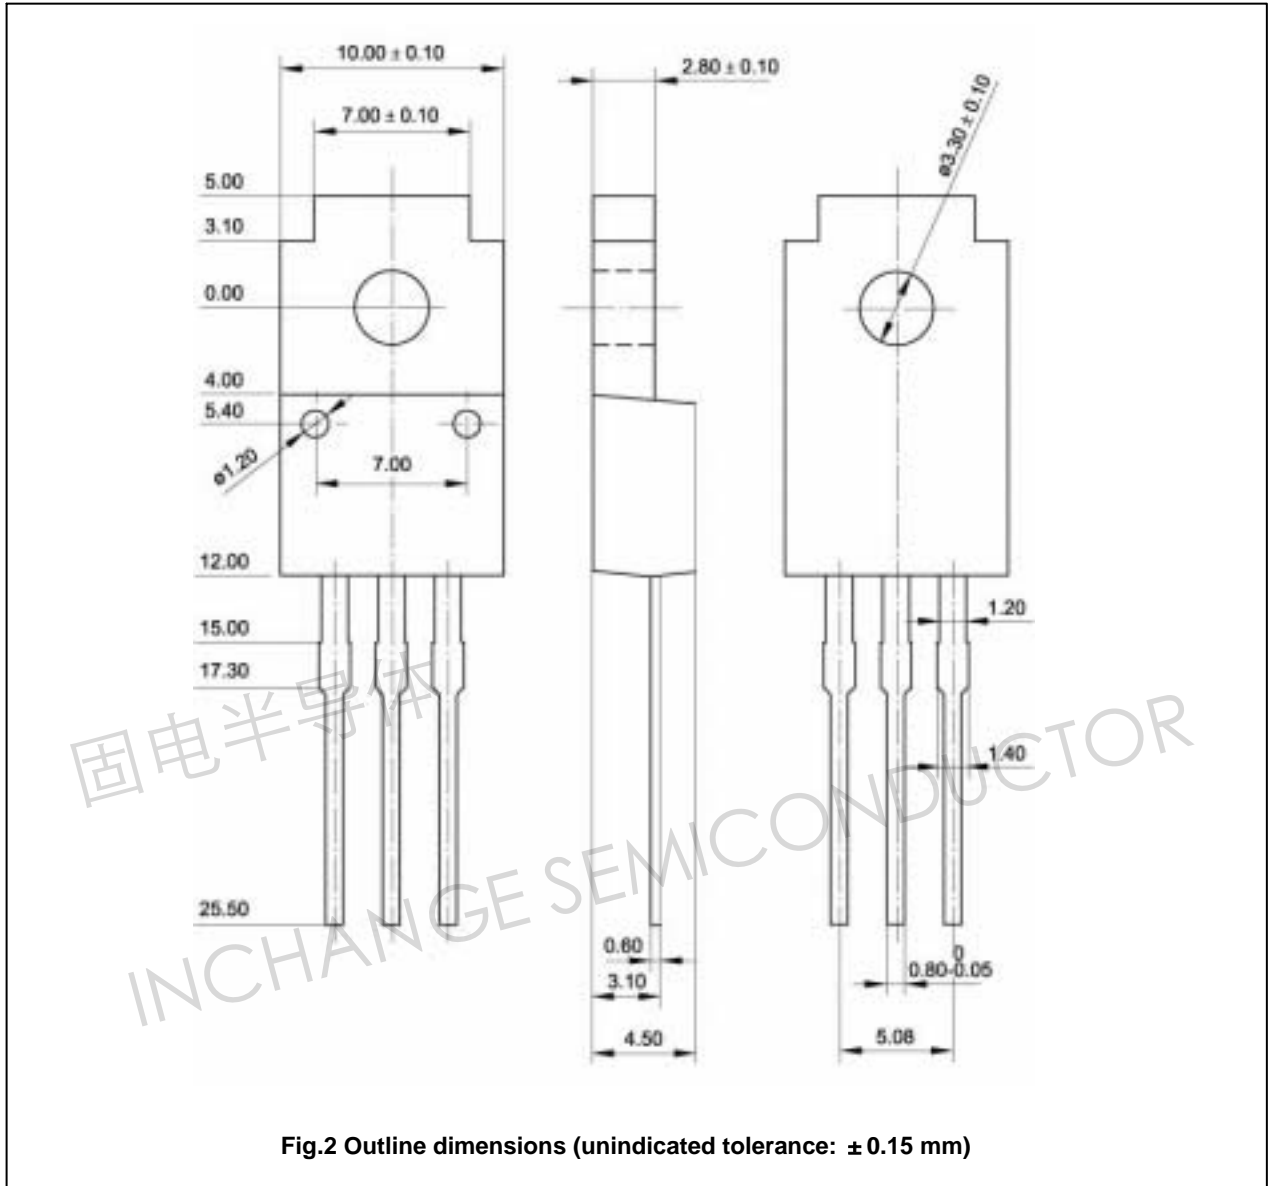 10.00 ± 0.10
2.80 ± 0.10
7.00 ± 0.10
ø3.30 ± 0.10
5.00
3.10
0.00
4.00
5.40
ø1.20
7.00
12.00
1.20
15.00
17.30
固电半导体
1.40
INCHANGE SEMICONDUCTOR
25.50
0.60
0
0.80-0.05
3.10
4.50
5.08
Fig.2 Outline dimensions (unindicated tolerance: ± 0.15 mm)